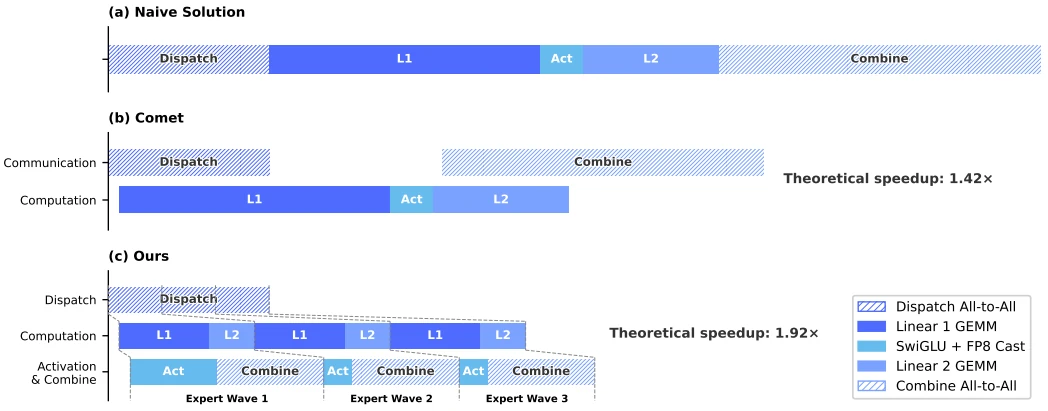 (a) Naive Solution
Dispatch L1 Act L2 Combine
(b) Comet
Communication Dispatch Combine
Theoretical speedup: 1.42×
Computation L1 Act L2
(c) Ours
Dispatch Dispatch
Computation L1 L2 L1 L2 L1 L2
Theoretical speedup: 1.92×
Activation
& Combine
Act Combine Act Combine Act Combine
Expert Wave 1 Expert Wave 2 Expert Wave 3
Dispatch All-to-All
Linear 1 GEMM
SwiGLU + FP8 Cast
Linear 2 GEMM
Combine All-to-All